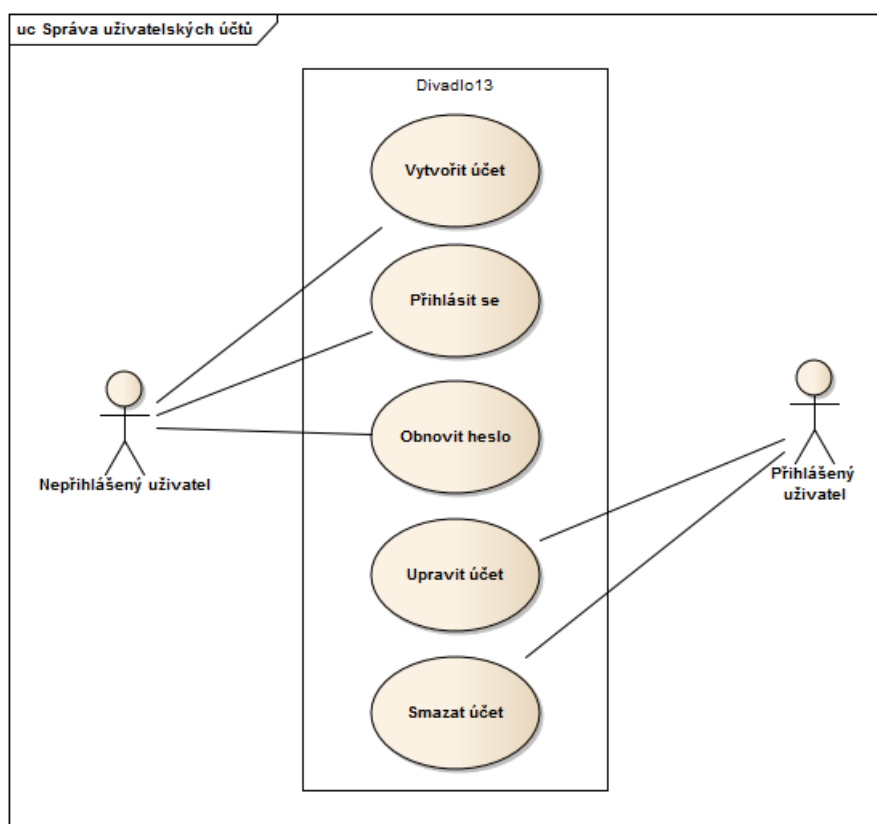 uc Správa uživatelských účtů
Divadlo13
Vytvořit účet
Přihlásit se
Obnovit heslo
Nepřihlášený uživatel
Přihlášený
uživatel
Upravit účet
Smazat účet